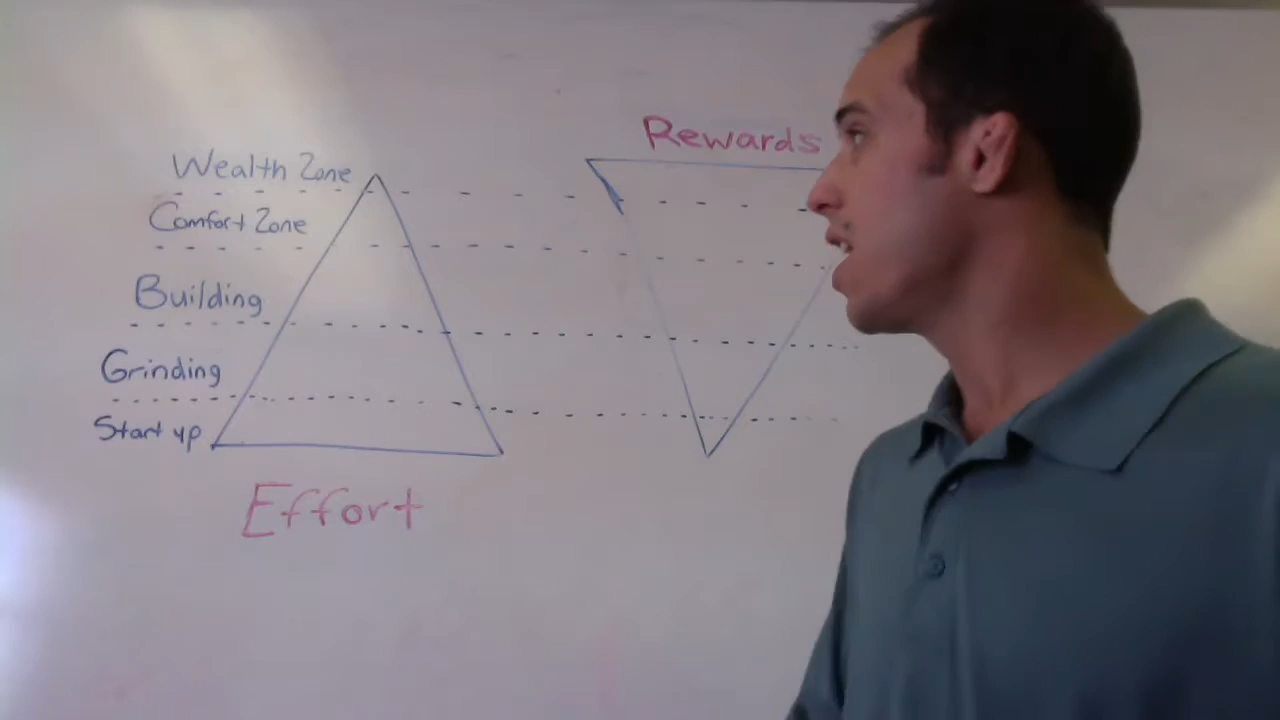 Rewards
Wealth Zone
Comfort Zone
Building
Grinding
Start up
Effort